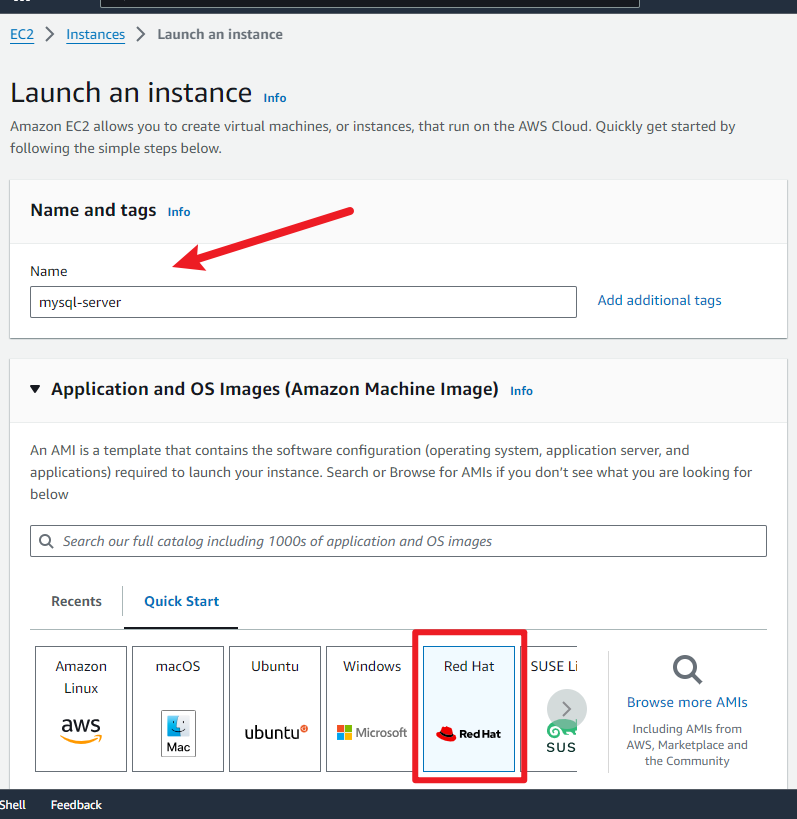 EC2 > Instances > Launch an instance
Launch an instance Info
Amazon EC2 allows you to create virtual machines, or instances, that run on the AWS Cloud. Quickly get started by
following the simple steps below.
Name and tags Info
Name
mysql-server
Add additional tags
Application and OS Images (Amazon Machine Image) Info
An AMI is a template that contains the software configuration (operating system, application server, and
applications) required to launch your instance. Search or Browse for AMIs if you don't see what you are looking for
below
Search our full catalog including 1000s of application and OS images
Recents
Quick Start
Amazon
Linux
aws
macOS
Mac
Ubuntu
ubuntu
Windows
Microsoft
Red Hat
Red Hat
SUSE Li
SUS
Browse more AMIs
Including AMIs from
AWS, Marketplace and
the Community
Shell
Feedback